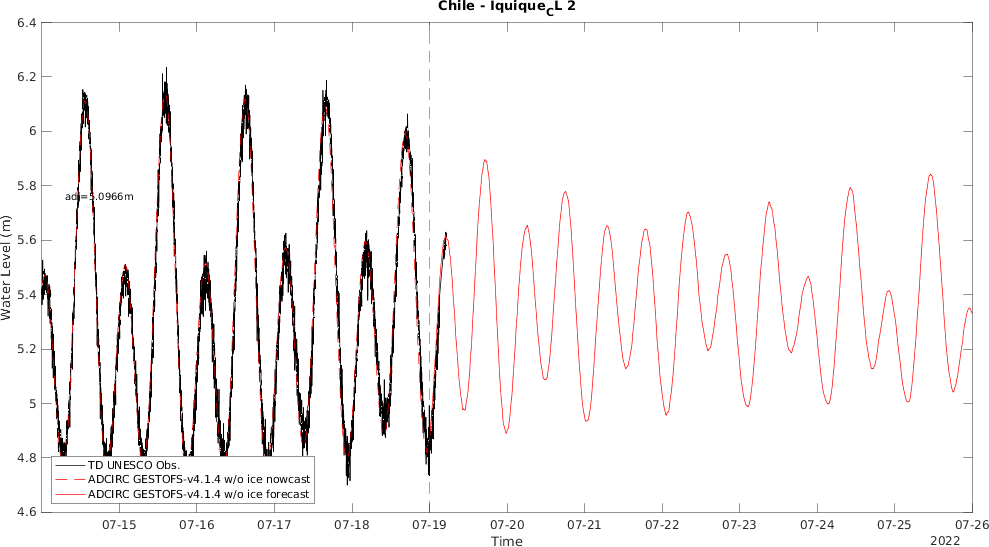 Chile - Iquique_CL 2
6.4
6.2
6
5.8
5.6
5.4
5.2
5
4.8
4.6
Water Level (m)
adj=5.0966m
TD UNESCO Obs.
ADCIRC GESTOFS-v4.1.4 w/o ice nowcast
ADCIRC GESTOFS-v4.1.4 w/o ice forecast
07-15 07-16 07-17 07-18 07-19 07-20 07-21 07-22 07-23 07-24 07-25 07-26
Time
2022